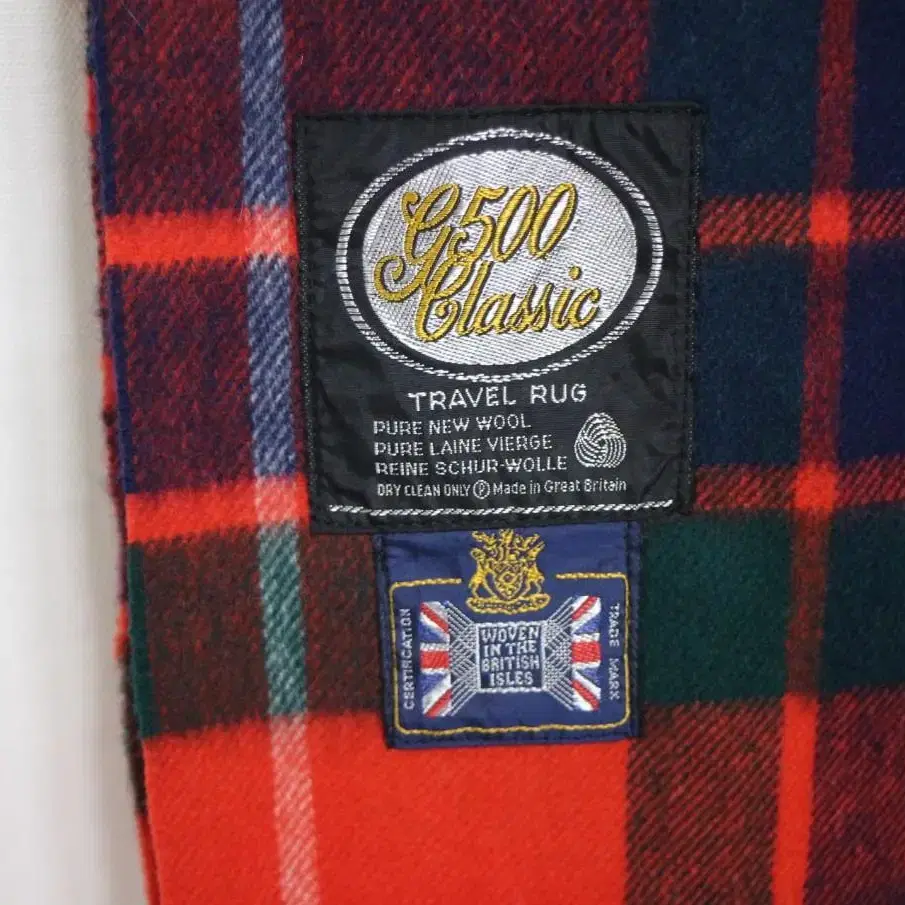 G500
Classic
TRAVEL RUG
PURE NEW WOOL
PURE LAINE VIERGE
REINE SCHUR-WOLLE
DRY CLEAN ONLY Ⓟ Made in Great Britain
CERTIFICATION
WOVEN
IN THE
BRITISH
ISLES
TRADE MARK